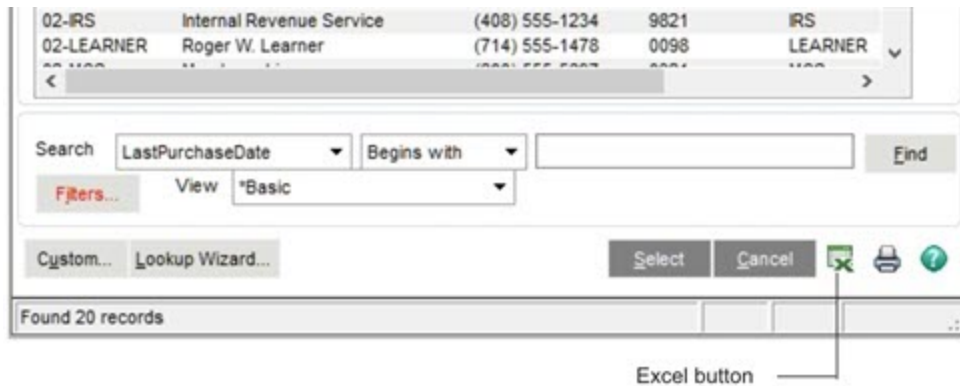 02-IRS Internal Revenue Service (408) 555-1234 9821 IRS
02-LEARNER Roger W. Learner (714) 555-1478 0098 LEARNER
Search LastPurchaseDate Begins with Find
Filters... View *Basic
Custom... Lookup Wizard... Select Cancel
Found 20 records
Excel button